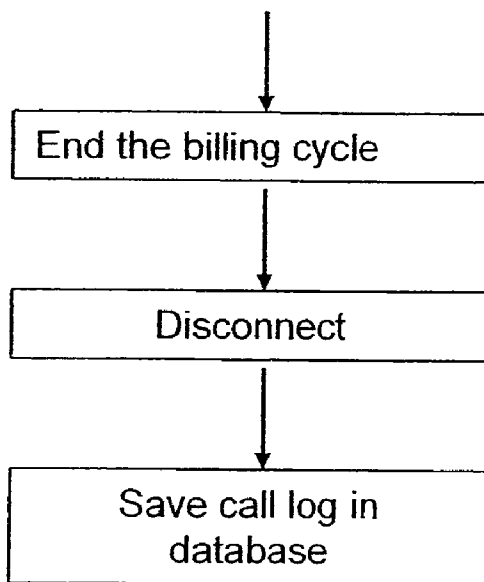 End the billing cycle
Disconnect
Save call log in
database